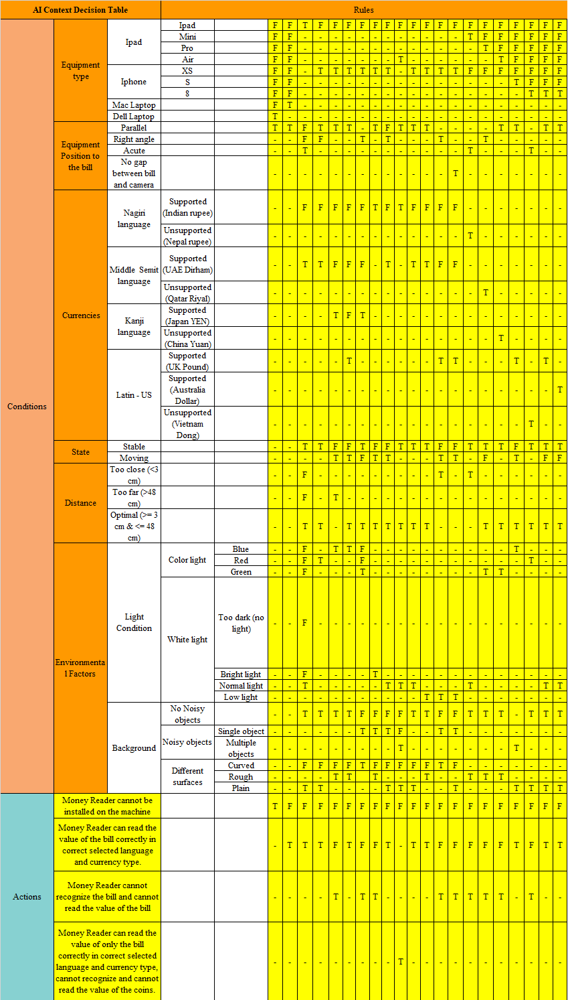 AI Context Decision Table Rules
Conditions
Equipment
type
Ipad
Ipad F F T F F F F F F F F F F F F F F F F F F
Mini F F - - - - - - - - - - - - T F F F F F F
Pro F F - - - - - - - - - - - - - T F F F F F
Air F F - - - - - - - T - - - - - - T F F F F
Iphone
XS F F - T T T T T T - T T T T F F F F F F F
S F F - - - - - - - - - - - - - - - T F F F
8 F F - - - - - - - - - - - - - - - - T T T
Mac Laptop F T - - - - - - - - - - - - - - - - - - -
Dell Laptop T - - - - - - - - - - - - - - - - - - - -
Equipment
Position to
the bill
Parallel T T F T T T - T F T T T - - - - T T - T T
Right angle - - F F - - T - T - - - T - - T - - - - -
Acute - - T - - - - - - - - - - - T - - - T - -
No gap
between bill
and camera
- - - - - - - - - - - - - T - - - - - - -
Currencies
Nagiri
language
Supported
(Indian rupee)
- - F F F F F T F T F F F F - - - - - - -
Unsupported
(Nepal rupee)
- - - - - - - - - - - - - - T - - - - - -
Middle Semit
language
Supported
(UAE Dirham)
- - T T F F F - T - T T F F - - - - - - -
Unsupported
(Qatar Riyal)
- - - - - - - - - - - - - - - T - - - - -
Kanji
language
Supported
(Japan YEN)
- - - - T F T - - - - - - - - - - - - - -
Unsupported
(China Yuan)
- - - - - - - - - - - - - - - - T - - - -
Latin - US
Supported
(UK Pound)
- - - - - T - - - - - - T T - - - T - T -
Supported
(Australia
Dollar)
- - - - - - - - - - - - - - - - - - - - T
Unsupported
(Vietnam
Dong)
- - - - - - - - - - - - - - - - - - T - -
State
Stable - - T T F F T F F T T T F F T T T F T T T
Moving - - - - T T F T T - - - T T - F - T - F F
Distance
Too close (<3
cm)
- - F - - - - - - - - - T - T - - - - - -
Too far (>48
cm)
- - F - T - - - - - - - - - - - - - - - -
Optimal (>= 3
cm & <= 48
cm)
- - T T - T T T T T T T - - - T T T T T T
Environmenta
l Factors
Light
Condition
Color light
Blue - - F - T T F - - - - - - - - - - T - - -
Red - - F T - - F - - - - - - - - - - - T - -
Green - - F - - - T - - - - - - - - T T - - - -
White light
Too dark (no
light)
- - F - - - - - - - - - - - - - - - - - -
Bright light - - F - - - - T - - - - - - - - - - - - -
Normal light - - T - - - - - T T T - - - T - - - - T T
Low light - - - - - - - - - - - T T T - - - - - - -
Background
No Noisy
objects
- - T T T T F F F F T T F F T T T - T T T
Noisy objects
Single object - - - - - - T T T F - - T T - - - - - - -
Multiple
objects
- - - - - - - - - T - - - - - - - T - - -
Different
surfaces
Curved - - F F F F T F F F F F T F - - - - - - -
Rough - - - - T T - T - - - T - - T T T - - - -
Plain - - T T - - - - T T T - - T - - - T T T T
Actions
Money Reader cannot be
installed on the machine
T F F F F F F F F F F F F F F F F F F F F
Money Reader can read the
value of the bill correctly in
correct selected language
and currency type.
- T T T F T F F T - T T F F F F F T F T T
Money Reader cannot
recognize the bill and cannot
read the value of the bill
- - - - T - T T - - - - T T T T T - T - -
Money Reader can read the
value of only the bill
correctly in correct selected
language and currency type,
cannot recognize and cannot
read the value of the coins.
- - - - - - - - - T - - - - - - - - - - -